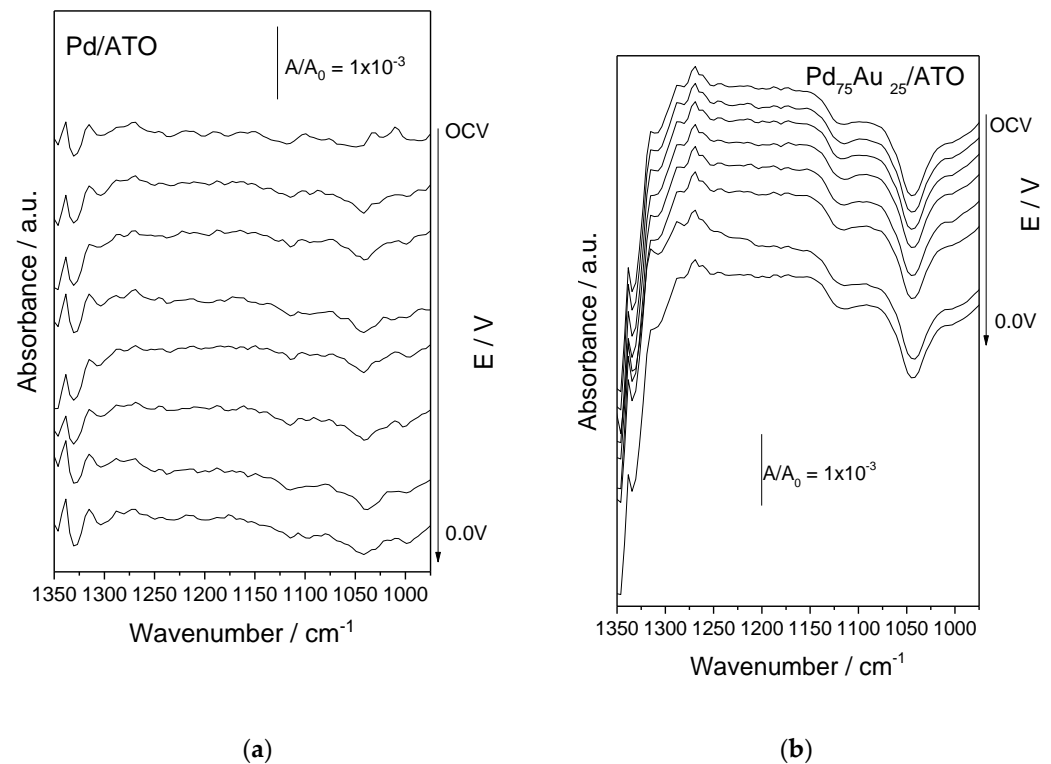 Pd/ATO
A/A0 = 1x10-3
OCV
0.0V
E / V
Absorbance / a.u.
1350 1300 1250 1200 1150 1100 1050 1000
Wavenumber / cm-1
(a)
Pd75Au 25/ATO
OCV
E / V
0.0V
A/A0 = 1x10-3
Absorbance / a.u.
1350 1300 1250 1200 1150 1100 1050 1000
Wavenumber / cm-1
(b)